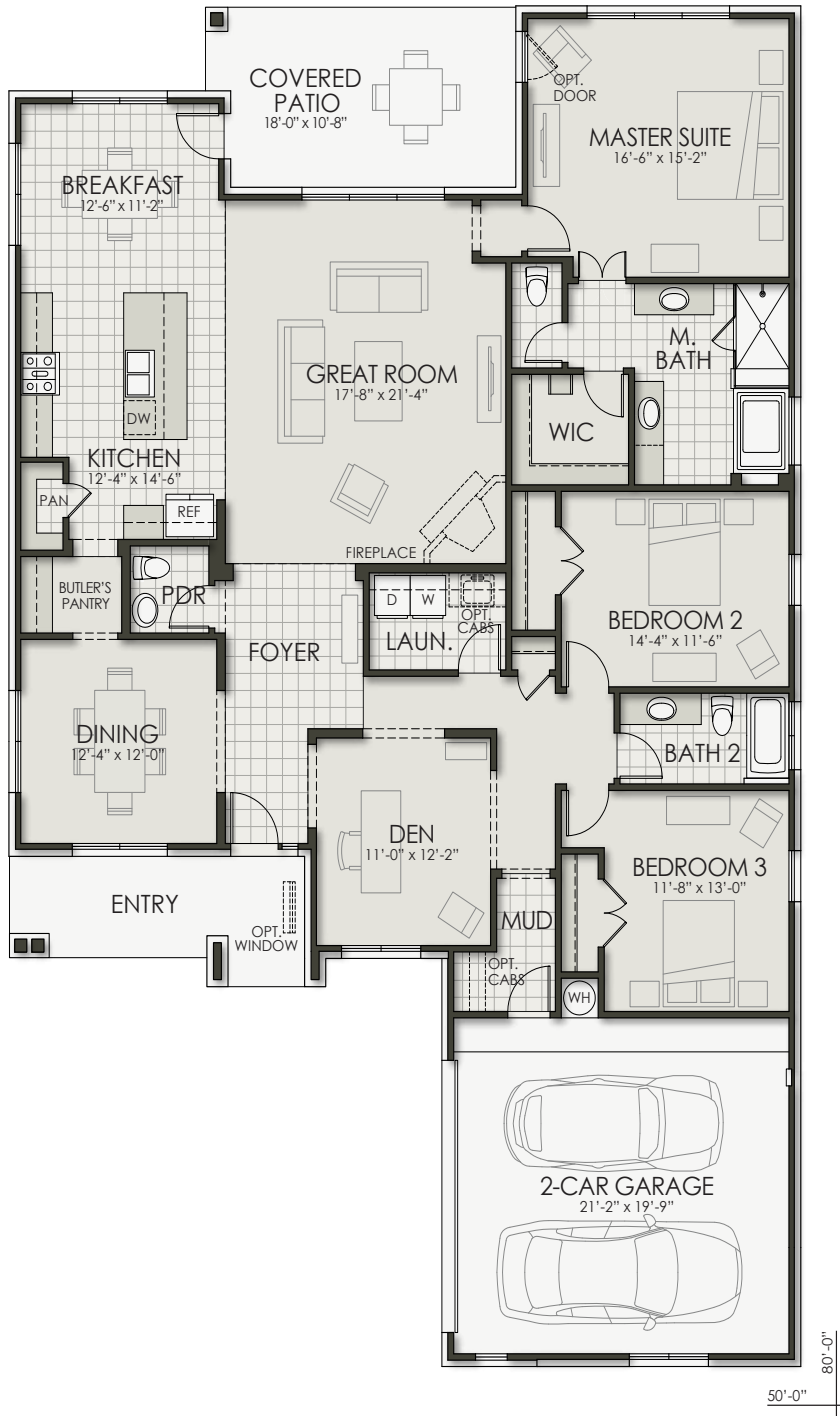 COVERED
PATIO
18'-0" x 10'-8"
OPT.
DOOR
MASTER SUITE
16'-6" x 15'-2"
BREAKFAST
12'-6" x 11'-2"
M.
BATH
GREAT ROOM
17'-8" x 21'-4"
DW
WIC
KITCHEN
12'-4" x 14'-6"
PAN
REF
FIREPLACE
BUTLER'S
PANTRY
PDR
D
W
OPT.
CABS
LAUN.
BEDROOM 2
14'-4" x 11'-6"
FOYER
DINING
12'-4" x 12'-0"
BATH 2
DEN
11'-0" x 12'-2"
BEDROOM 3
11'-8" x 13'-0"
ENTRY
OPT.
WINDOW
MUD
OPT.
CABS
WH
2-CAR GARAGE
21'-2" x 19'-9"
80'-0"
50'-0"